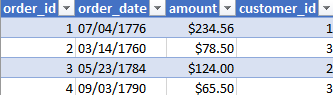 order_id order_date amount customer_id
1 07/04/1776 $234.56 1
2 03/14/1760 $78.50 3
3 05/23/1784 $124.00 2
4 09/03/1790 $65.50 3